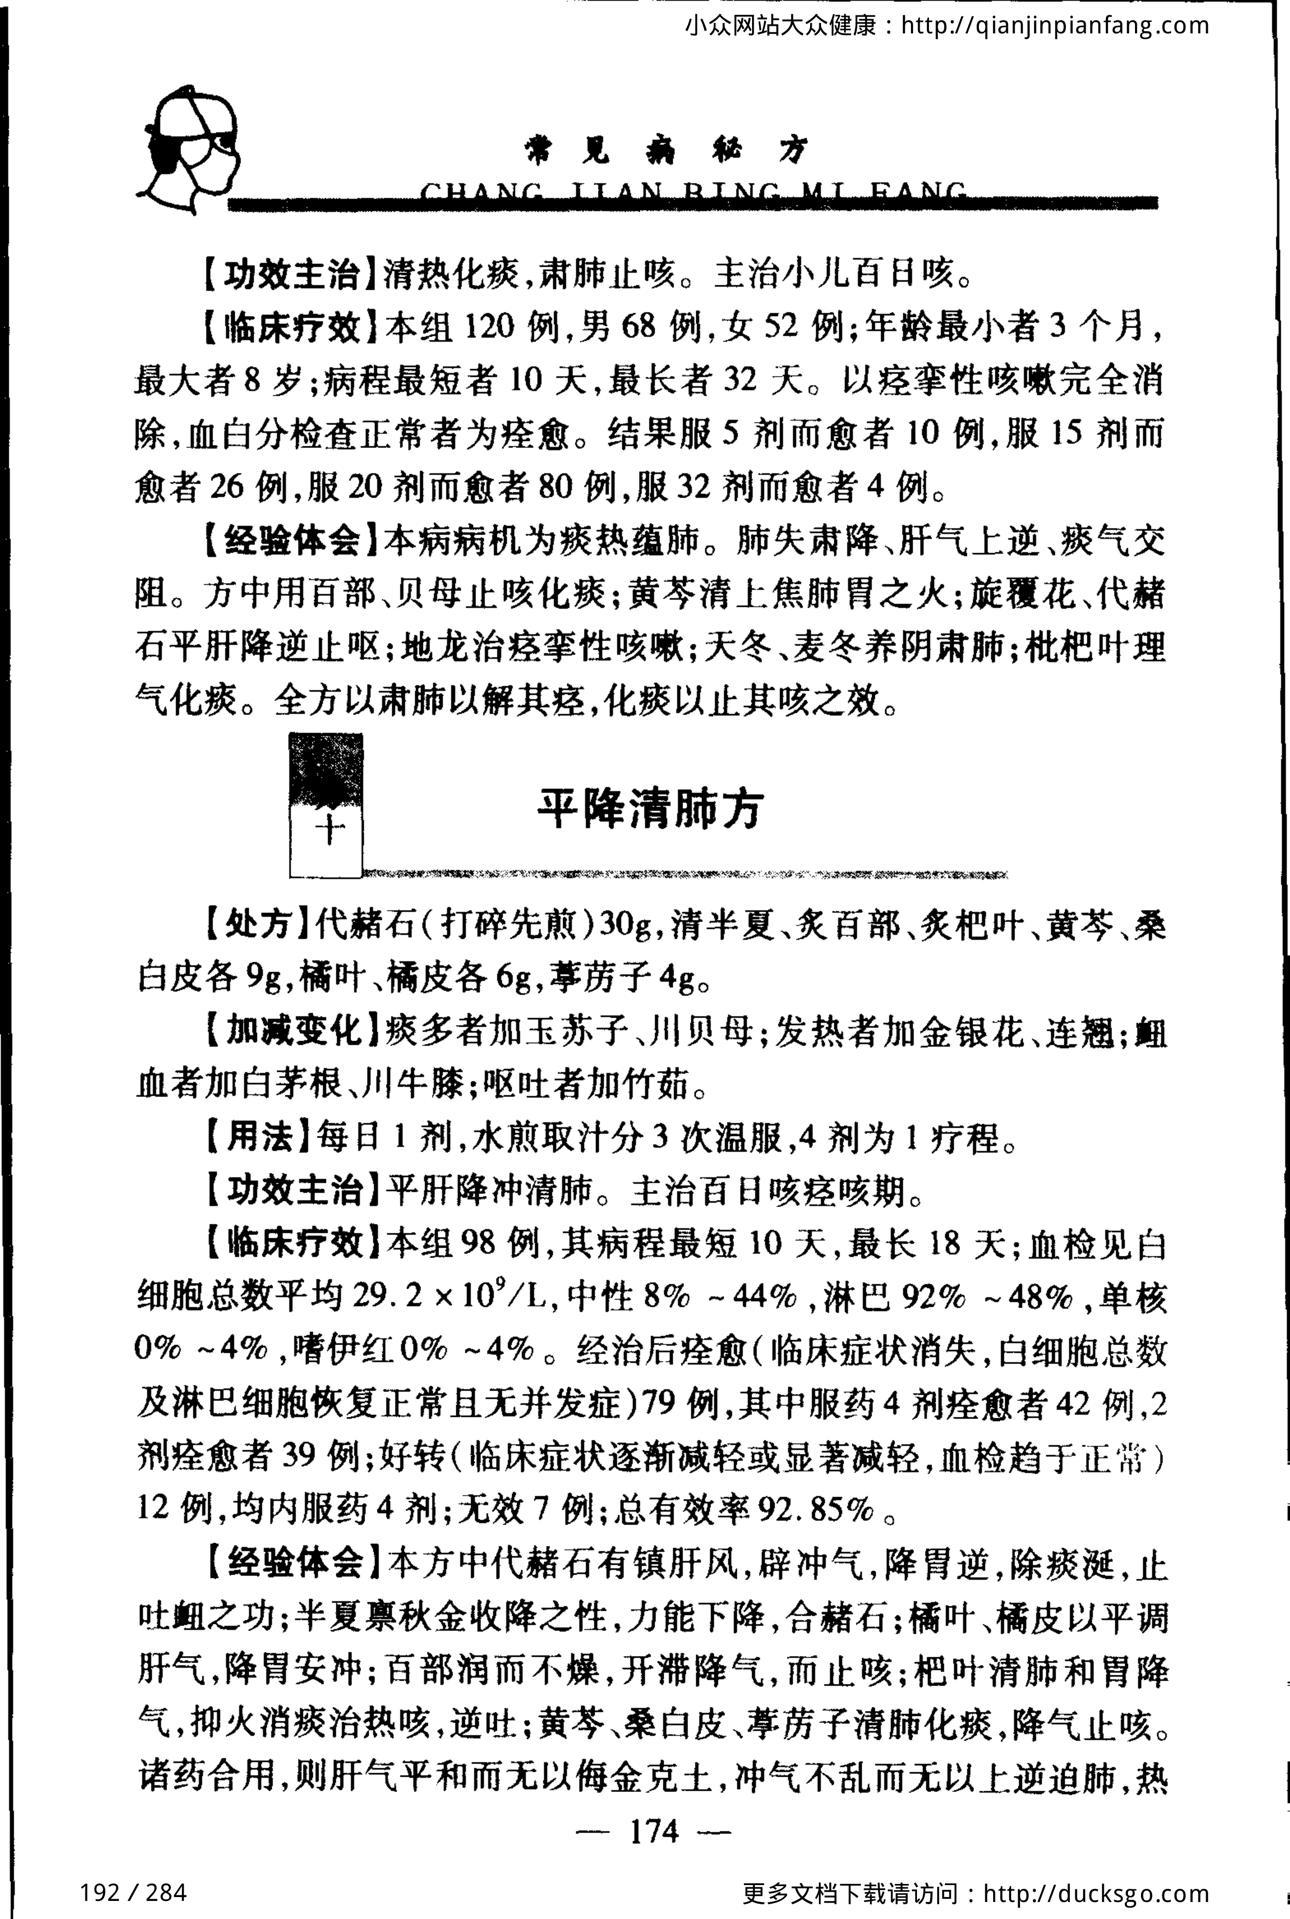 小众网站大众健康：http://qianjinpianfang.com
常见病秘方
CHANG JIAN BING MI FANG
【功效主治】清热化痰,肃肺止咳。主治小儿百日咳。
【临床疗效】本组 120 例,男 68 例,女 52 例;年龄最小者 3 个月,
最大者 8 岁;病程最短者 10 天,最长者 32 天。以痉挛性咳嗽完全消
除,血白分检查正常者为痊愈。结果服 5 剂而愈者 10 例,服 15 剂而
愈者 26 例,服 20 剂而愈者 80 例,服 32 剂而愈者 4 例。
【经验体会】本病病机为痰热蕴肺。肺失肃降、肝气上逆、痰气交
阻。方中用百部、贝母止咳化痰;黄芩清上焦肺胃之火;旋覆花、代赭
石平肝降逆止呕;地龙治痉挛性咳嗽;天冬、麦冬养阴肃肺;枇杷叶理
气化痰。全方以肃肺以解其痉,化痰以止其咳之效。
十
平降清肺方
【处方】代赭石(打碎先煎)30g,清半夏、炙百部、炙杷叶、黄芩、桑
白皮各 9g,橘叶、橘皮各 6g,葶苈子 4g。
【加减变化】痰多者加玉苏子、川贝母;发热者加金银花、连翘;衄
血者加白茅根、川牛膝;呕吐者加竹茹。
【用法】每日 1 剂,水煎取汁分 3 次温服,4 剂为 1 疗程。
【功效主治】平肝降冲清肺。主治百日咳痉咳期。
【临床疗效】本组 98 例,其病程最短 10 天,最长 18 天;血检见白
细胞总数平均 29.2×10⁹/L,中性 8% ~44%,淋巴 92% ~48%,单核
0% ~4%,嗜伊红 0% ~4%。经治后痊愈(临床症状消失,白细胞总数
及淋巴细胞恢复正常且无并发症)79 例,其中服药 4 剂痊愈者 42 例,2
剂痊愈者 39 例;好转(临床症状逐渐减轻或显著减轻,血检趋于正常)
12 例,均内服药 4 剂;无效 7 例;总有效率 92.85%。
【经验体会】本方中代赭石有镇肝风,辟冲气,降胃逆,除痰涎,止
吐衄之功;半夏禀秋金收降之性,力能下降,合赭石;橘叶、橘皮以平调
肝气,降胃安冲;百部润而不燥,开滞降气,而止咳;杷叶清肺和胃降
气,抑火消痰治热咳,逆吐;黄芩、桑白皮、葶苈子清肺化痰,降气止咳。
诸药合用,则肝气平和而无以侮金克土,冲气不乱而无以上逆迫肺,热
— 174 —
192 / 284
更多文档下载请访问：http://ducksgo.com